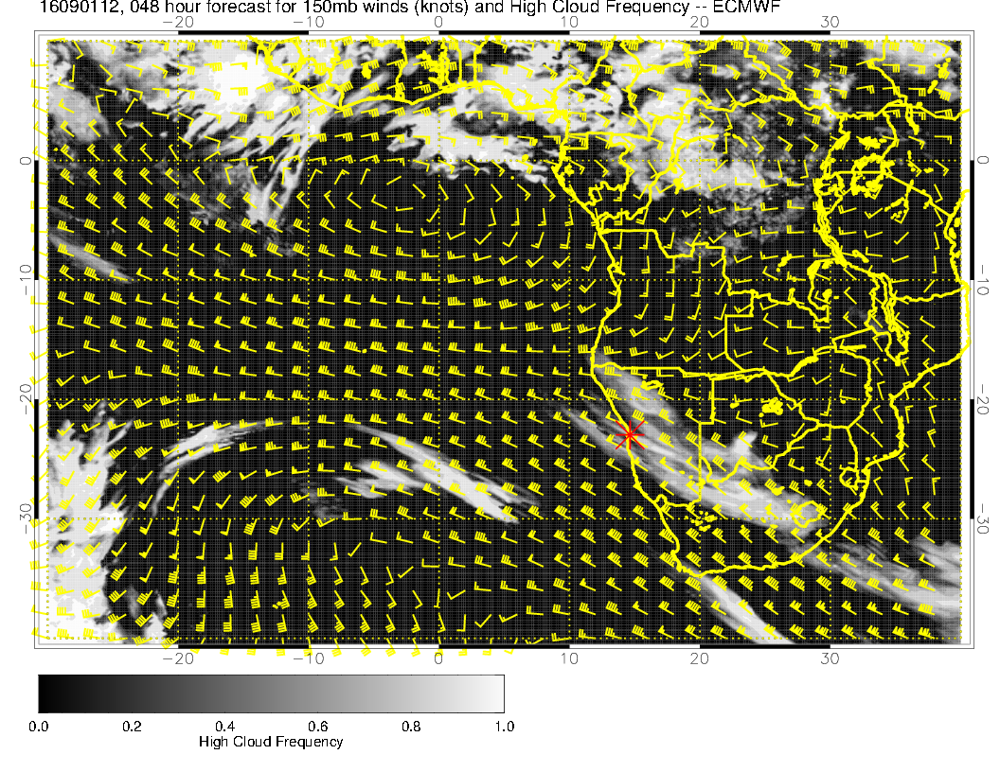 16090112, 048 hour forecast for 150mb winds (knots) and High Cloud Frequency -- ECMWF
−20 −10 0 10 20 30
0 0
−10 −10
−20 −20
−30 −30
−20 −10 0 10 20 30
0.0 0.2 0.4 0.6 0.8 1.0
High Cloud Frequency